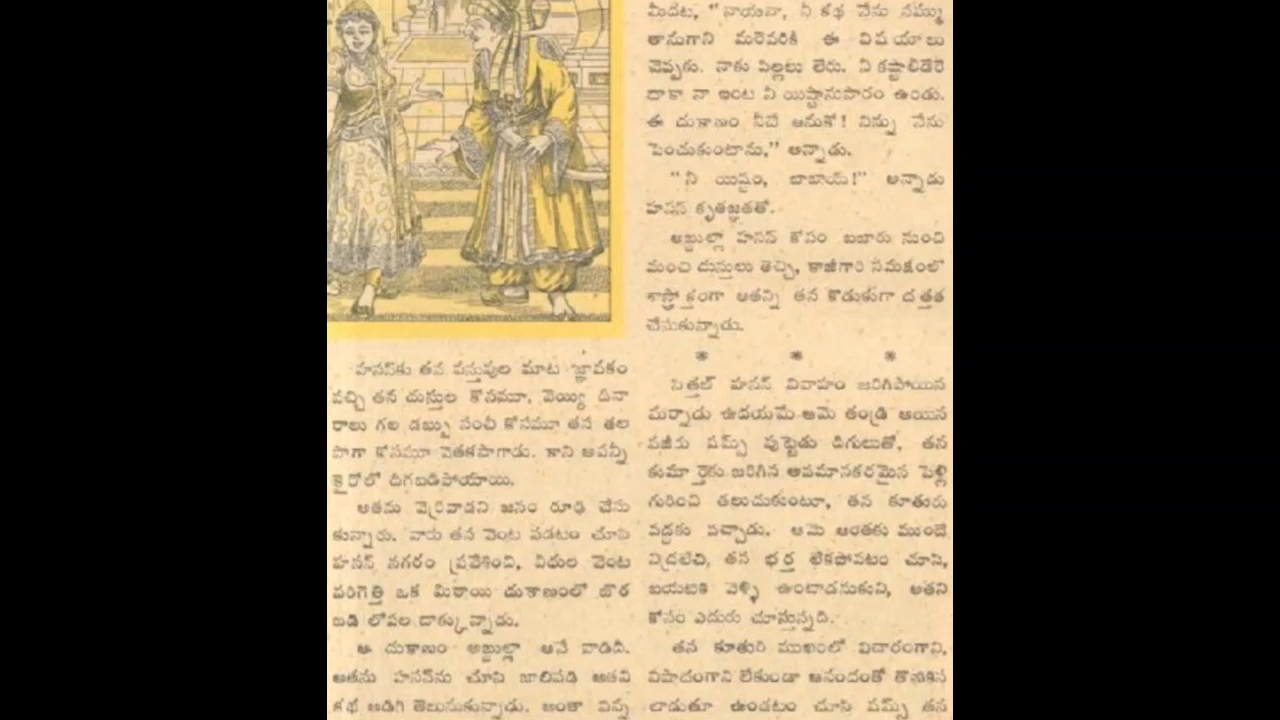 హసన్‌కు తన వస్తువుల మాట జ్ఞాపకం
వచ్చి తన దుస్తుల కోసమూ, వెయ్యి దినా
రాలు గల డబ్బు సంచీ కోసమూ తన తల
పాగా కోసమూ వెతకసాగాడు. కాని అవన్నీ
కైరోలో దిగబడిపోయాయి.
అతను వెర్రివాడని జనం రూఢి చేసు
కున్నారు. వారు తన వెంట పడటం చూసి
హసన్ నగరం ప్రవేశించి, వీధుల వెంట
పరిగెత్తి ఒక మిఠాయి దుకాణంలో జొర
బడి లోపల దాక్కున్నాడు.
ఆ దుకాణం అబ్దుల్లా అనే వాడిది.
అతను హసన్‌ను చూసి జాలిపడి అతని
కథ అడిగి తెలుసుకున్నాడు. అంతా విన్న
మీదట, "నాయనా, నీ కథ నేను నమ్ము
తానుగాని మరెవరికీ ఈ విషయాలు
చెప్పకు. నాకు పిల్లలు లేరు. నీ కష్టాలీడేరే
దాకా నా ఇంట నీ యిష్టానుసారం ఉండు.
ఈ దుకాణం నీదే అనుకో! నిన్ను నేను
పెంచుకుంటాను," అన్నాడు.
"నీ యిష్టం, బాబాయ్!" అన్నాడు
హసన్ కృతజ్ఞతతో.
అబ్దుల్లా హసన్ కోసం బజారు నుంచి
మంచి దుస్తులు తెచ్చి, కాజీగారి సమక్షంలో
శాస్త్రోక్తంగా అతన్ని తన కొడుకుగా దత్తత
చేసుకున్నాడు.
* * *
సిత్తల్ హసన్ వివాహం జరిగిపోయిన
మర్నాడు ఉదయమే ఆమె తండ్రి అయిన
వజీరు షమ్స్ పుట్టెడు దిగులుతో, తన
కుమార్తెకు జరిగిన అవమానకరమైన పెళ్లి
గురించి తలుచుకుంటూ, తన కూతురు
వద్దకు వచ్చాడు. ఆమె అంతకు ముందే
నిద్రలేచి, తన భర్త లేకపోవటం చూసి,
బయటికి వెళ్ళి ఉంటాడనుకుని, అతని
కోసం ఎదురు చూస్తున్నది.
తన కూతురి ముఖంలో విచారంగాని,
విషాదంగాని లేకుండా ఆనందంతో తొణికిస
లాడుతూ ఉండటం చూసి షమ్స్ తన